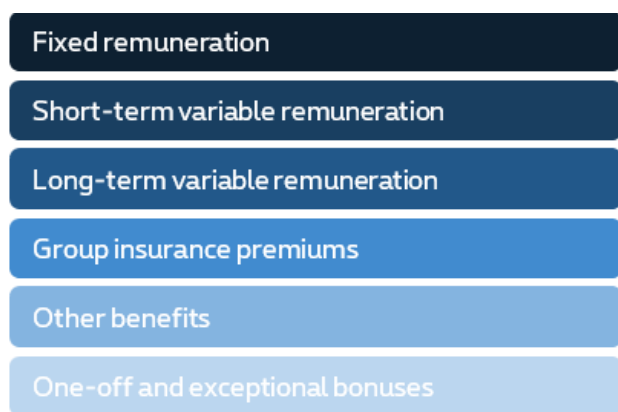 Fixed remuneration
Short-term variable remuneration
Long-term variable remuneration
Group insurance premiums
Other benefits
One-off and exceptional bonuses